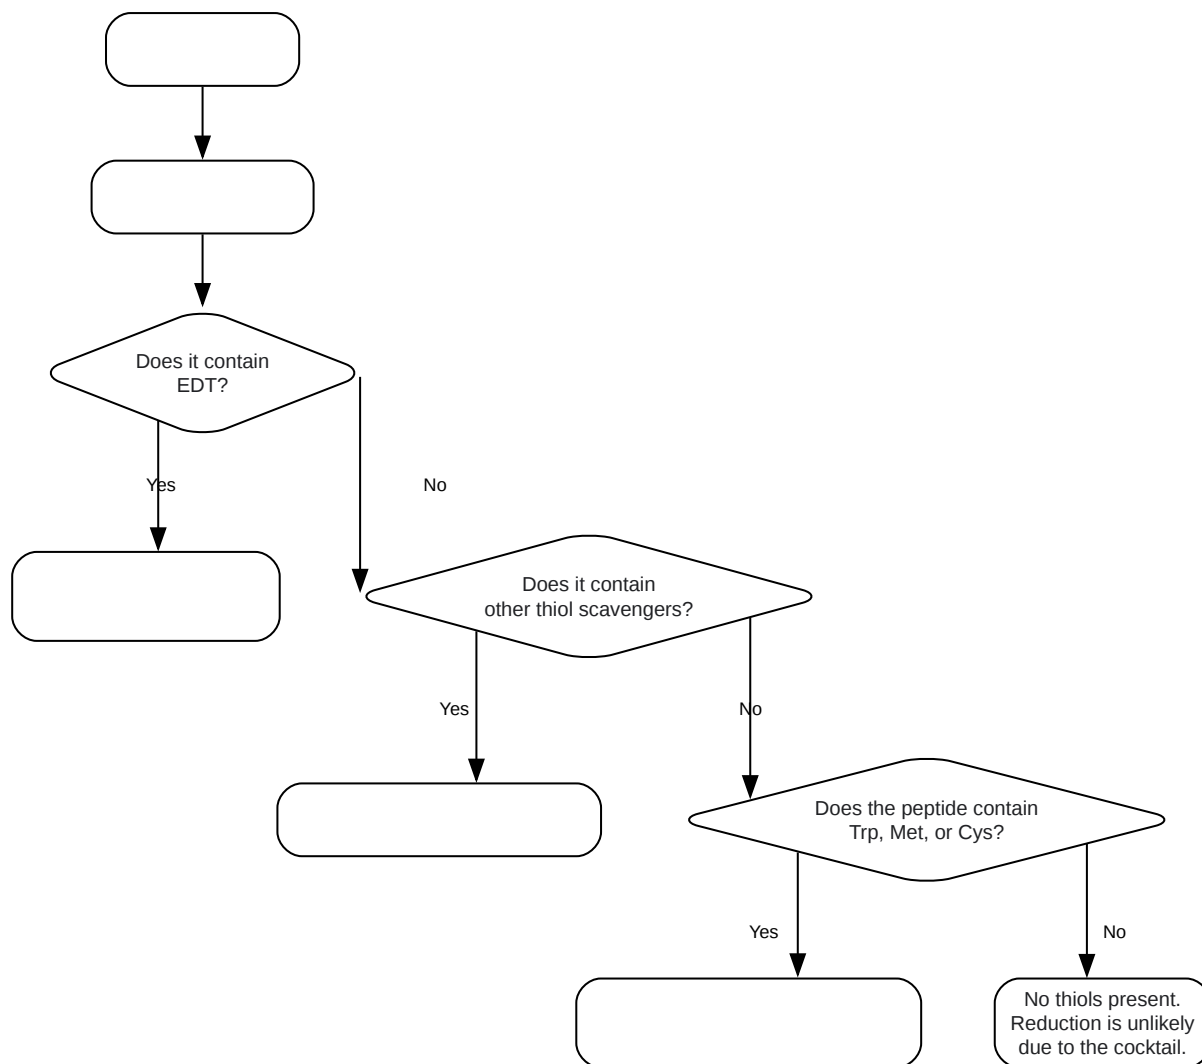 Does it contain
EDT?
Yes
No
Does it contain
other thiol scavengers?
Yes
No
Does the peptide contain
Trp, Met, or Cys?
Yes
No
No thiols present.
Reduction is unlikely
due to the cocktail.